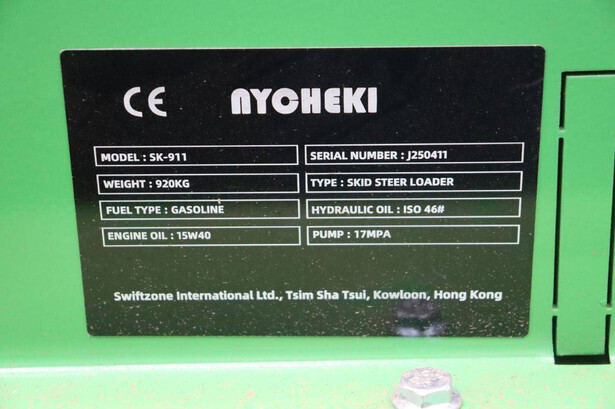 CE NYCHEKI
MODEL : SK-911 SERIAL NUMBER : J250411
WEIGHT : 920KG TYPE : SKID STEER LOADER
FUEL TYPE : GASOLINE HYDRAULIC OIL : ISO 46#
ENGINE OIL : 15W40 PUMP : 17MPA
Swiftzone International Ltd., Tsim Sha Tsui, Kowloon, Hong Kong